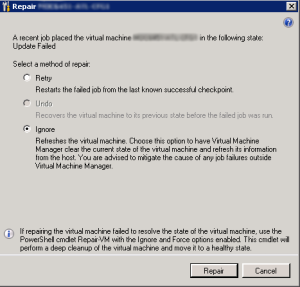 Repair
A recent job placed the virtual machine in the following state:
Update Failed
Select a method of repair:
Retry
Restarts the failed job from the last known successful checkpoint.
Undo
Recovers the virtual machine to its previous state before the failed job was run.
Ignore
Refreshes the virtual machine. Choose this option to have Virtual Machine
Manager clear the current state of the virtual machine and refresh its information
from the host. You are advised to mitigate the cause of any job failures outside
Virtual Machine Manager.
If repairing the virtual machine failed to resolve the state of the virtual machine, use the
PowerShell cmdlet Repair-VM with the Ignore and Force options enabled. This cmdlet will
perform a deep cleanup of the virtual machine and move it to a healthy state.
Repair
Cancel